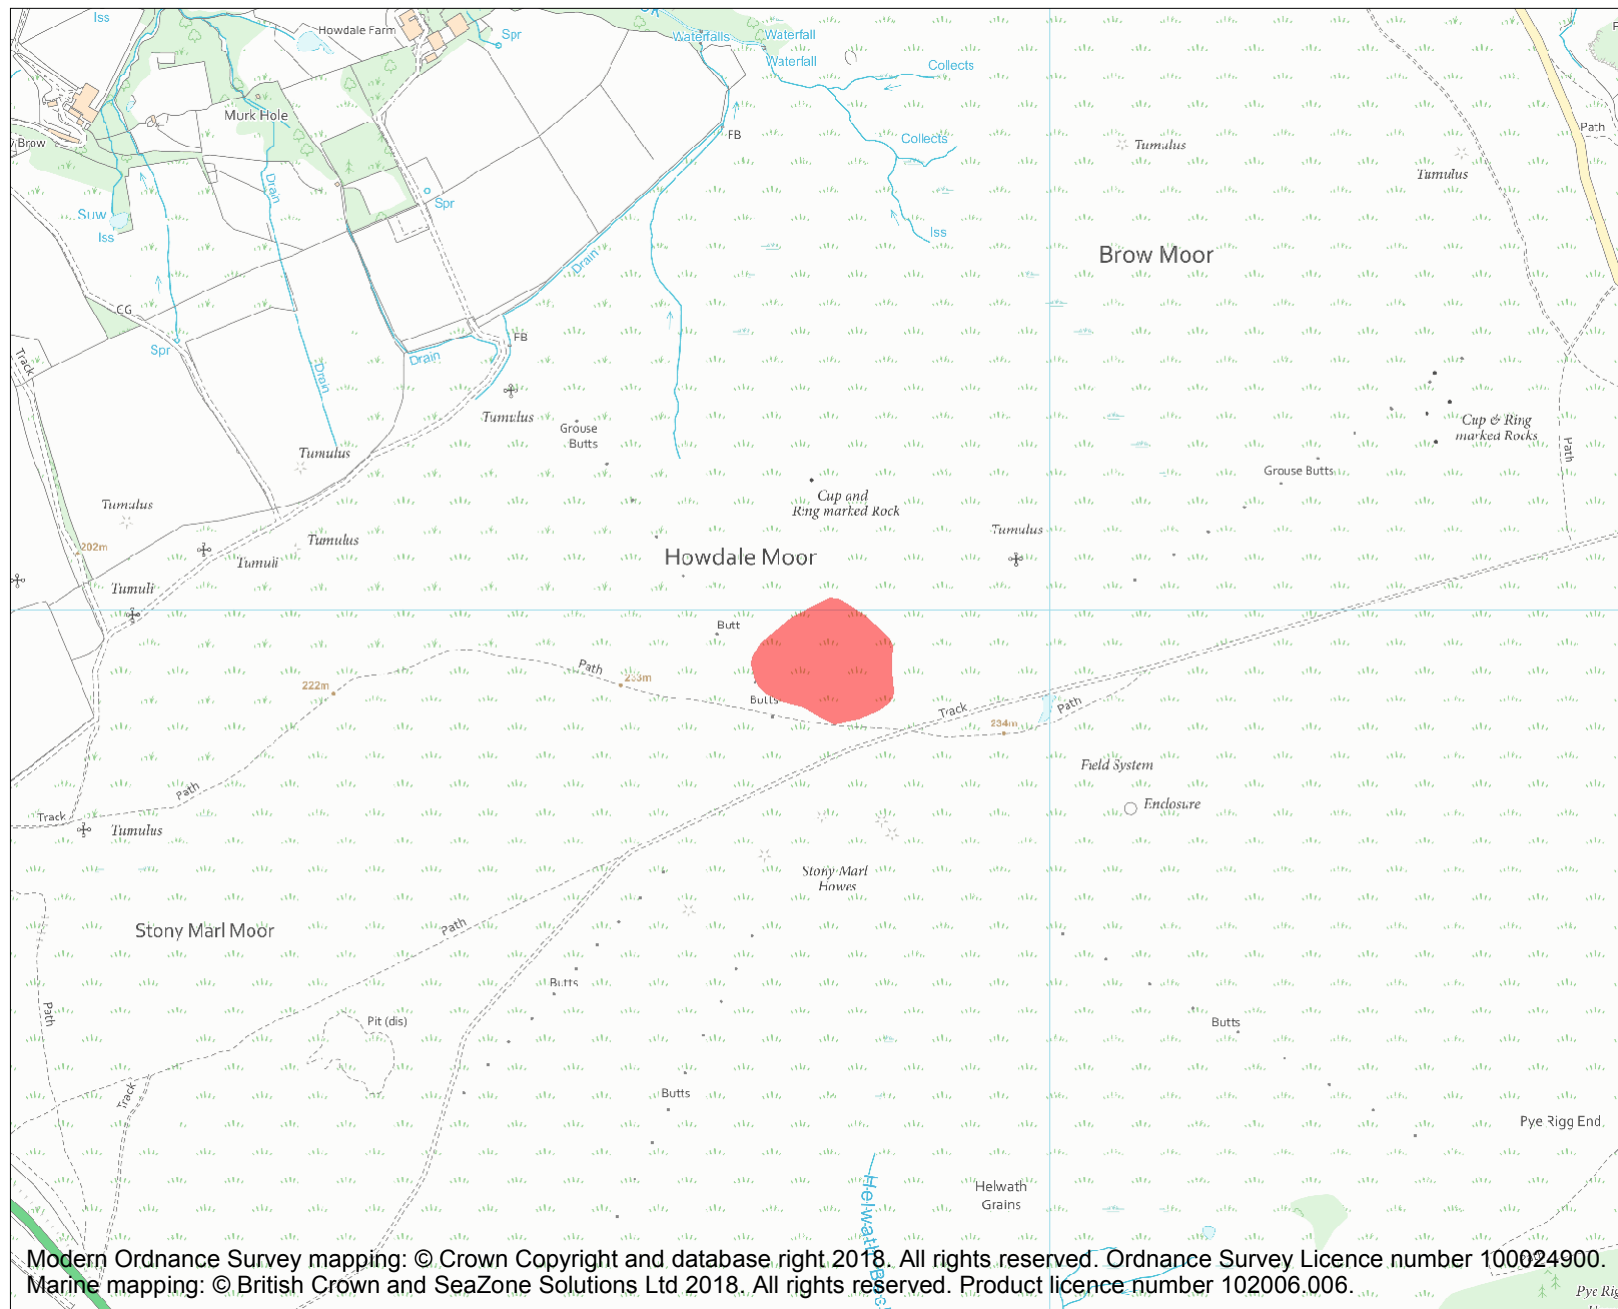 Iss
Howdale Farm
Spr
Waterfalls
Waterfall
Waterfall
Collects
Murk Hole
FB
Path
Brow
Collects
Tumulus
Tumulus
Drain
Spr
Suw
Iss
Iss
Brow Moor
Drain
CG
Spr
FB
Drain
Track
Drain
Tumulus
Grouse
Butts
Cup & Ring
marked Rocks
Path
Tumulus
Grouse Butts
Tumulus
Cup and
Ring marked Rock
Tumulus
Tumulus
202m
Tumuli
Howdale Moor
Tumuli
Butt
Path
222m
233m
Butts
Track
Path
234m
Field System
Path
Enclosure
Track
Tumulus
Stony Marl
Howes
Stony Marl Moor
Path
Butts
Path
Pit (dis)
Butts
Track
Butts
Pye Rigg End
Helwath
Grains
Helwath
Modern Ordnance Survey mapping: © Crown Copyright and database right 2018. All rights reserved. Ordnance Survey Licence number 100024900.
Marine mapping: © British Crown and SeaZone Solutions Ltd 2018. All rights reserved. Product licence number 102006.006.